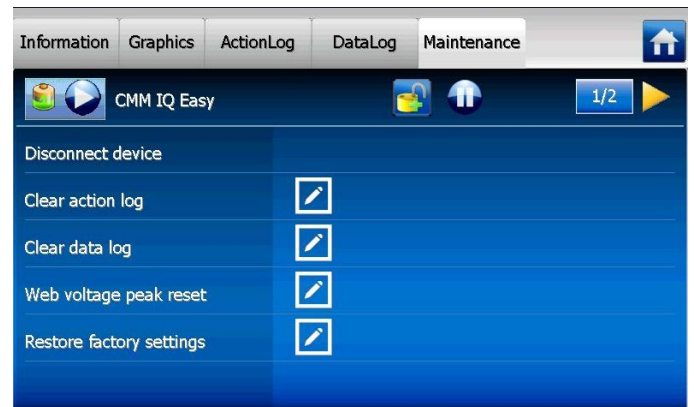 Information Graphics ActionLog DataLog Maintenance
CMM IQ Easy 1/2
Disconnect device
Clear action log
Clear data log
Web voltage peak reset
Restore factory settings